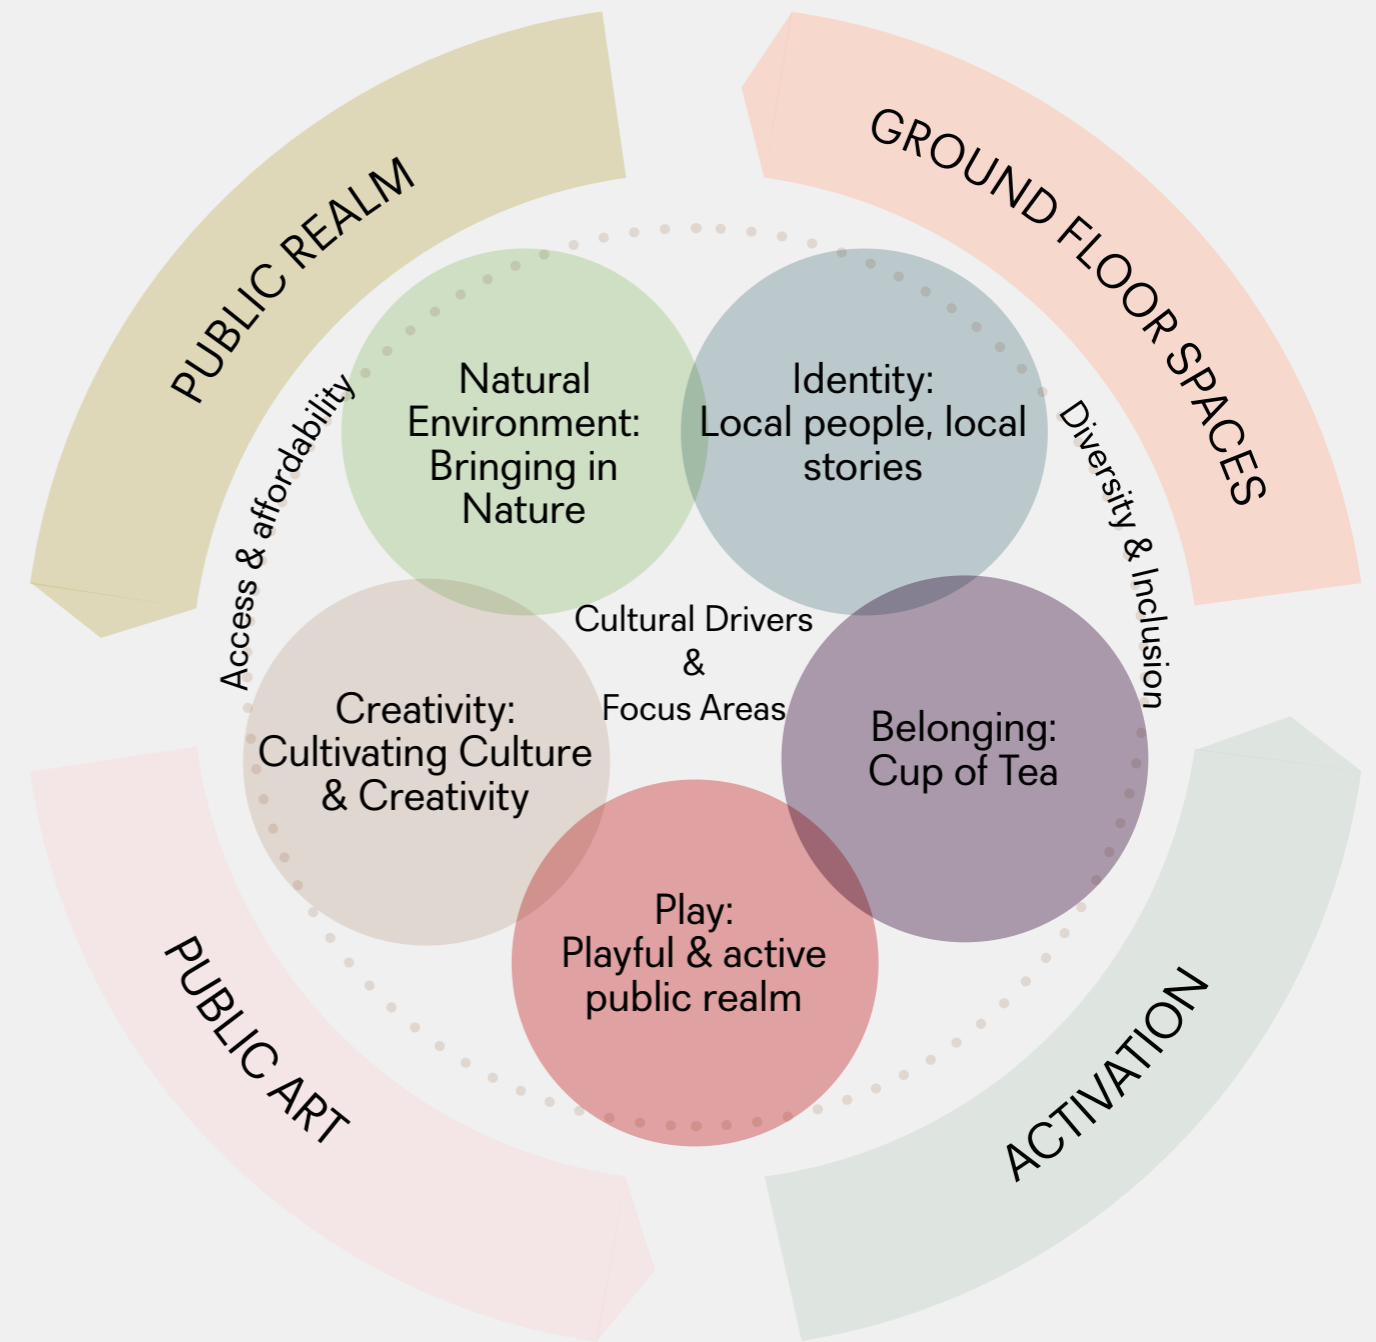 PUBLIC REALM
GROUND FLOOR SPACES
Access & affordability
Diversity & Inclusion
Natural
Environment:
Bringing in
Nature
Identity:
Local people, local
stories
Cultural Drivers
&
Focus Areas
Creativity:
Cultivating Culture
& Creativity
Belonging:
Cup of Tea
Play:
Playful & active
public realm
PUBLIC ART
ACTIVATION